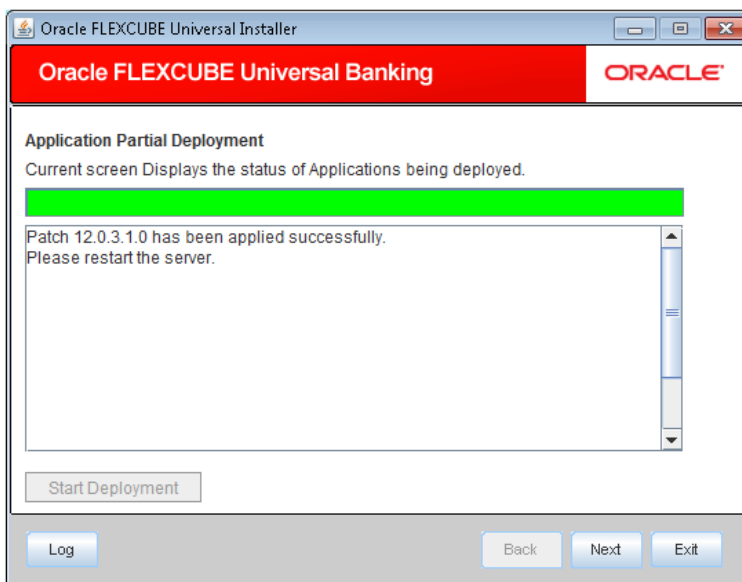 Oracle FLEXCUBE Universal Installer
Oracle FLEXCUBE Universal Banking
ORACLE
Application Partial Deployment
Current screen Displays the status of Applications being deployed.
Patch 12.0.3.1.0 has been applied successfully.
Please restart the server.
Start Deployment
Log
Back
Next
Exit